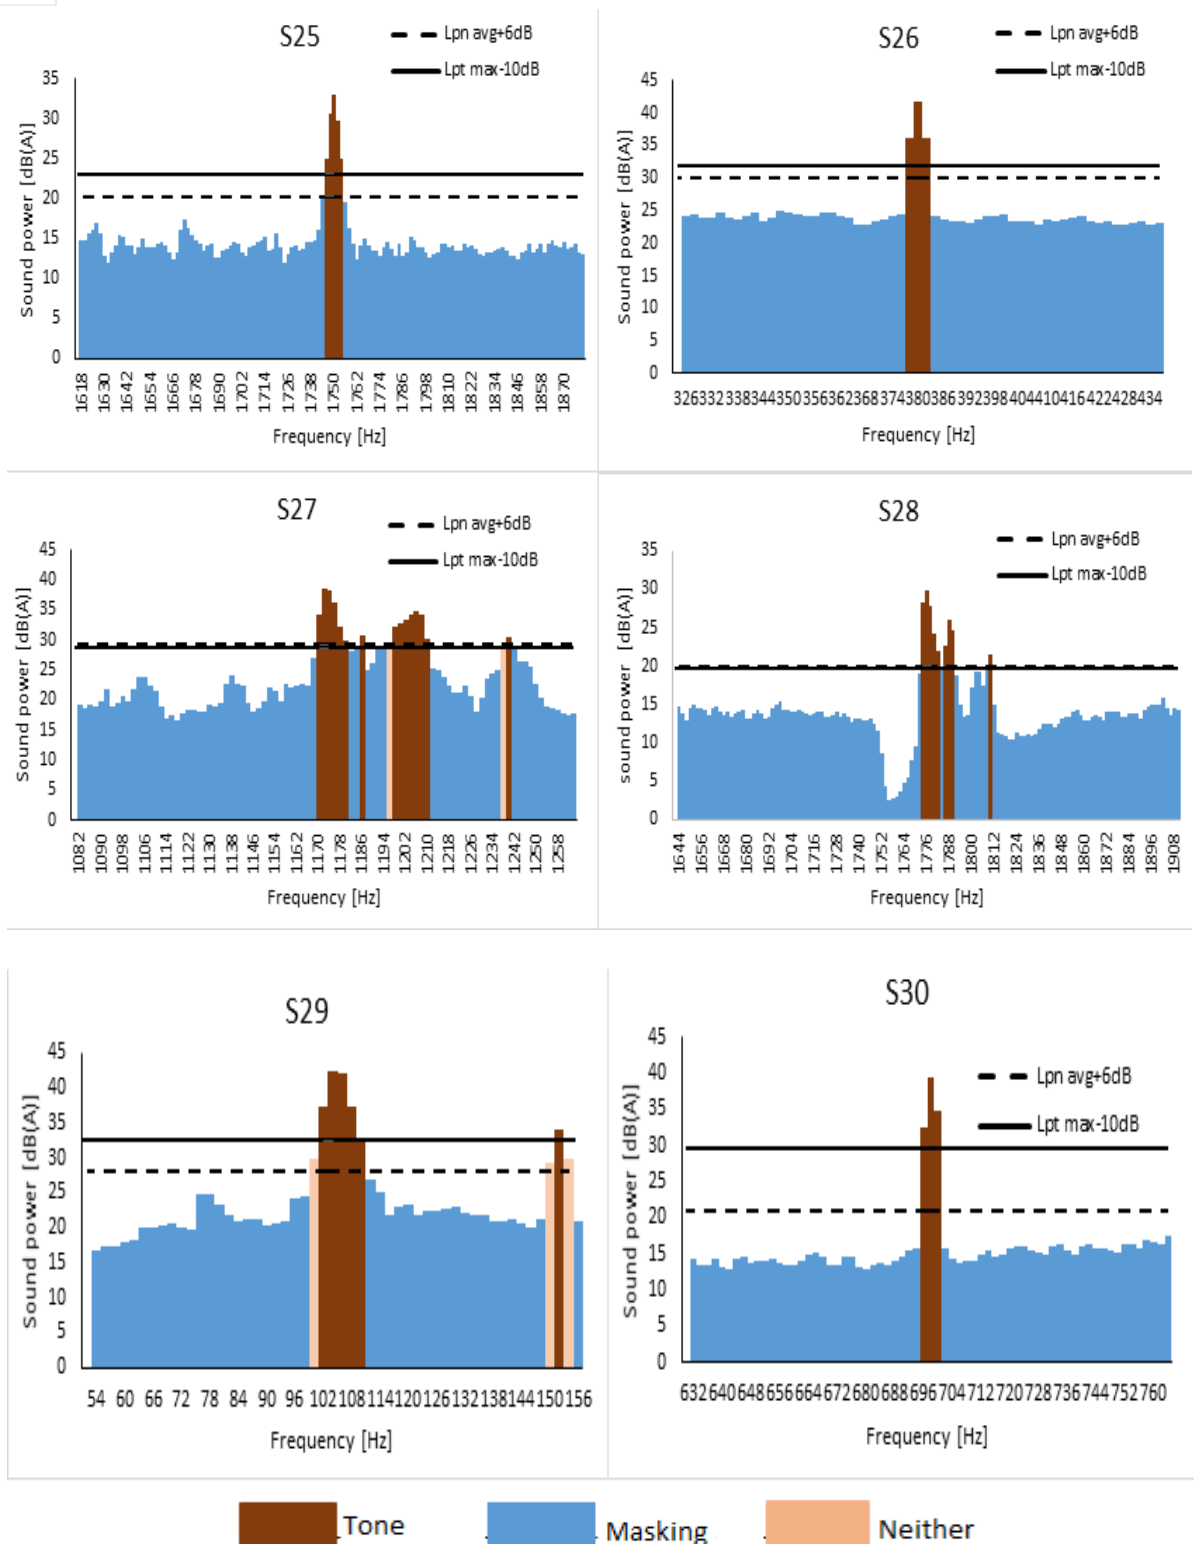 S25
Lpn avg+6dB
Lpt max-10dB
Sound power [dB(A)]
35
30
25
20
15
10
5
0
1618 1630 1642 1654 1666 1678 1690 1702 1714 1726 1738 1750 1762 1774 1786 1798 1810 1822 1834 1846 1858 1870
Frequency [Hz]
S26
Lpn avg+6dB
Lpt max-10dB
Sound power [dB(A)]
45
40
35
30
25
20
15
10
5
0
326332338344350356362368374380386392398404410416422428434
Frequency [Hz]
S27
Lpn avg+6dB
Lpt max-10dB
Sound power [dB(A)]
45
40
35
30
25
20
15
10
5
0
1082 1090 1098 1106 1114 1122 1130 1138 1146 1154 1162 1170 1178 1186 1194 1202 1210 1218 1226 1234 1242 1250 1258
Frequency [Hz]
S28
Lpn avg+6dB
Lpt max-10dB
sound power [dB(A)]
35
30
25
20
15
10
5
0
1644 1656 1668 1680 1692 1704 1716 1728 1740 1752 1764 1776 1788 1800 1812 1824 1836 1848 1860 1872 1884 1896 1908
Frequency [Hz]
S29
Sound power [dB(A)]
45
40
35
30
25
20
15
10
5
0
54 60 66 72 78 84 90 96 102108114120126132138144150156
Frequency [Hz]
S30
Lpn avg+6dB
Lpt max-10dB
Sound power [dB(A)]
45
40
35
30
25
20
15
10
5
0
632640648656664672680688696704712720728736744752760
Frequency [Hz]
Tone
Masking
Neither